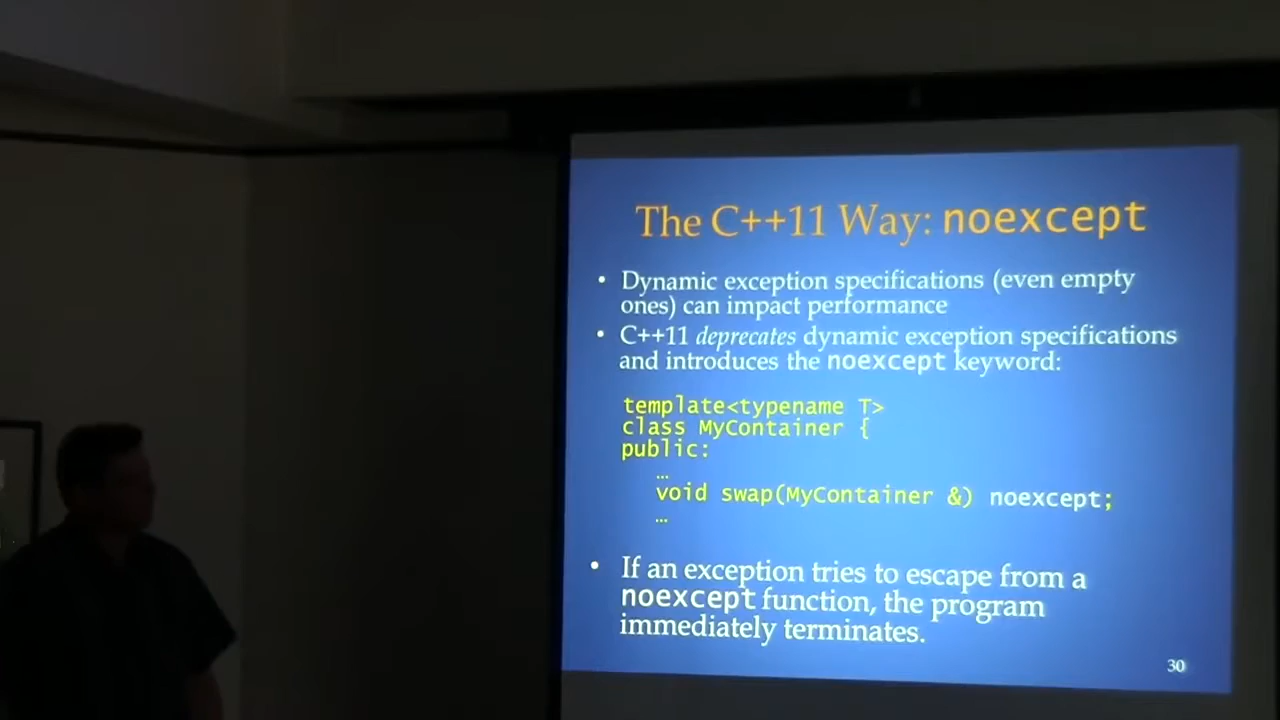 The C++11 Way: noexcept
• Dynamic exception specifications (even empty
ones) can impact performance
• C++11 deprecates dynamic exception specifications
and introduces the noexcept keyword:
template<typename T>
class MyContainer {
public:
…
void swap(MyContainer &) noexcept;
…
• If an exception tries to escape from a
noexcept function, the program
immediately terminates.
30